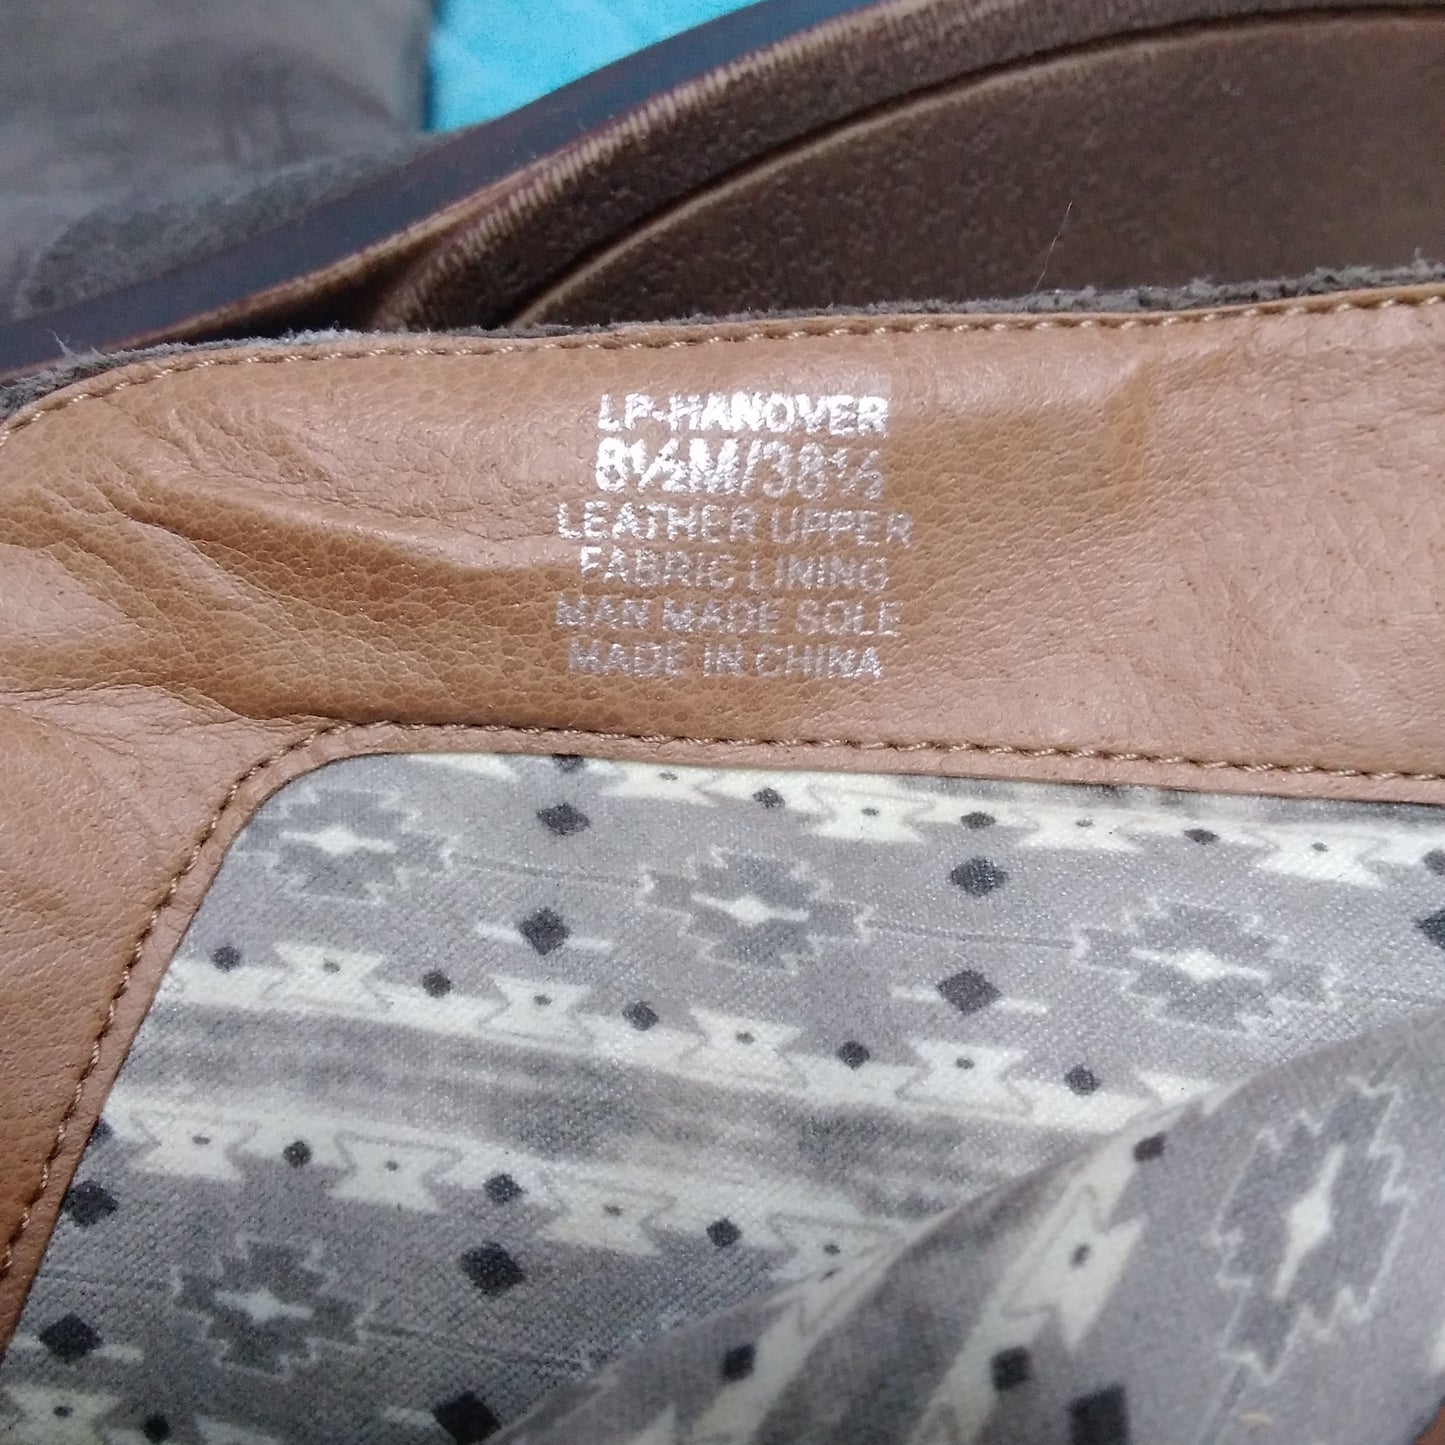 LP-HANOVER
8½M/38½
LEATHER UPPER
FABRIC LINING
MAN MADE SOLE
MADE IN CHINA